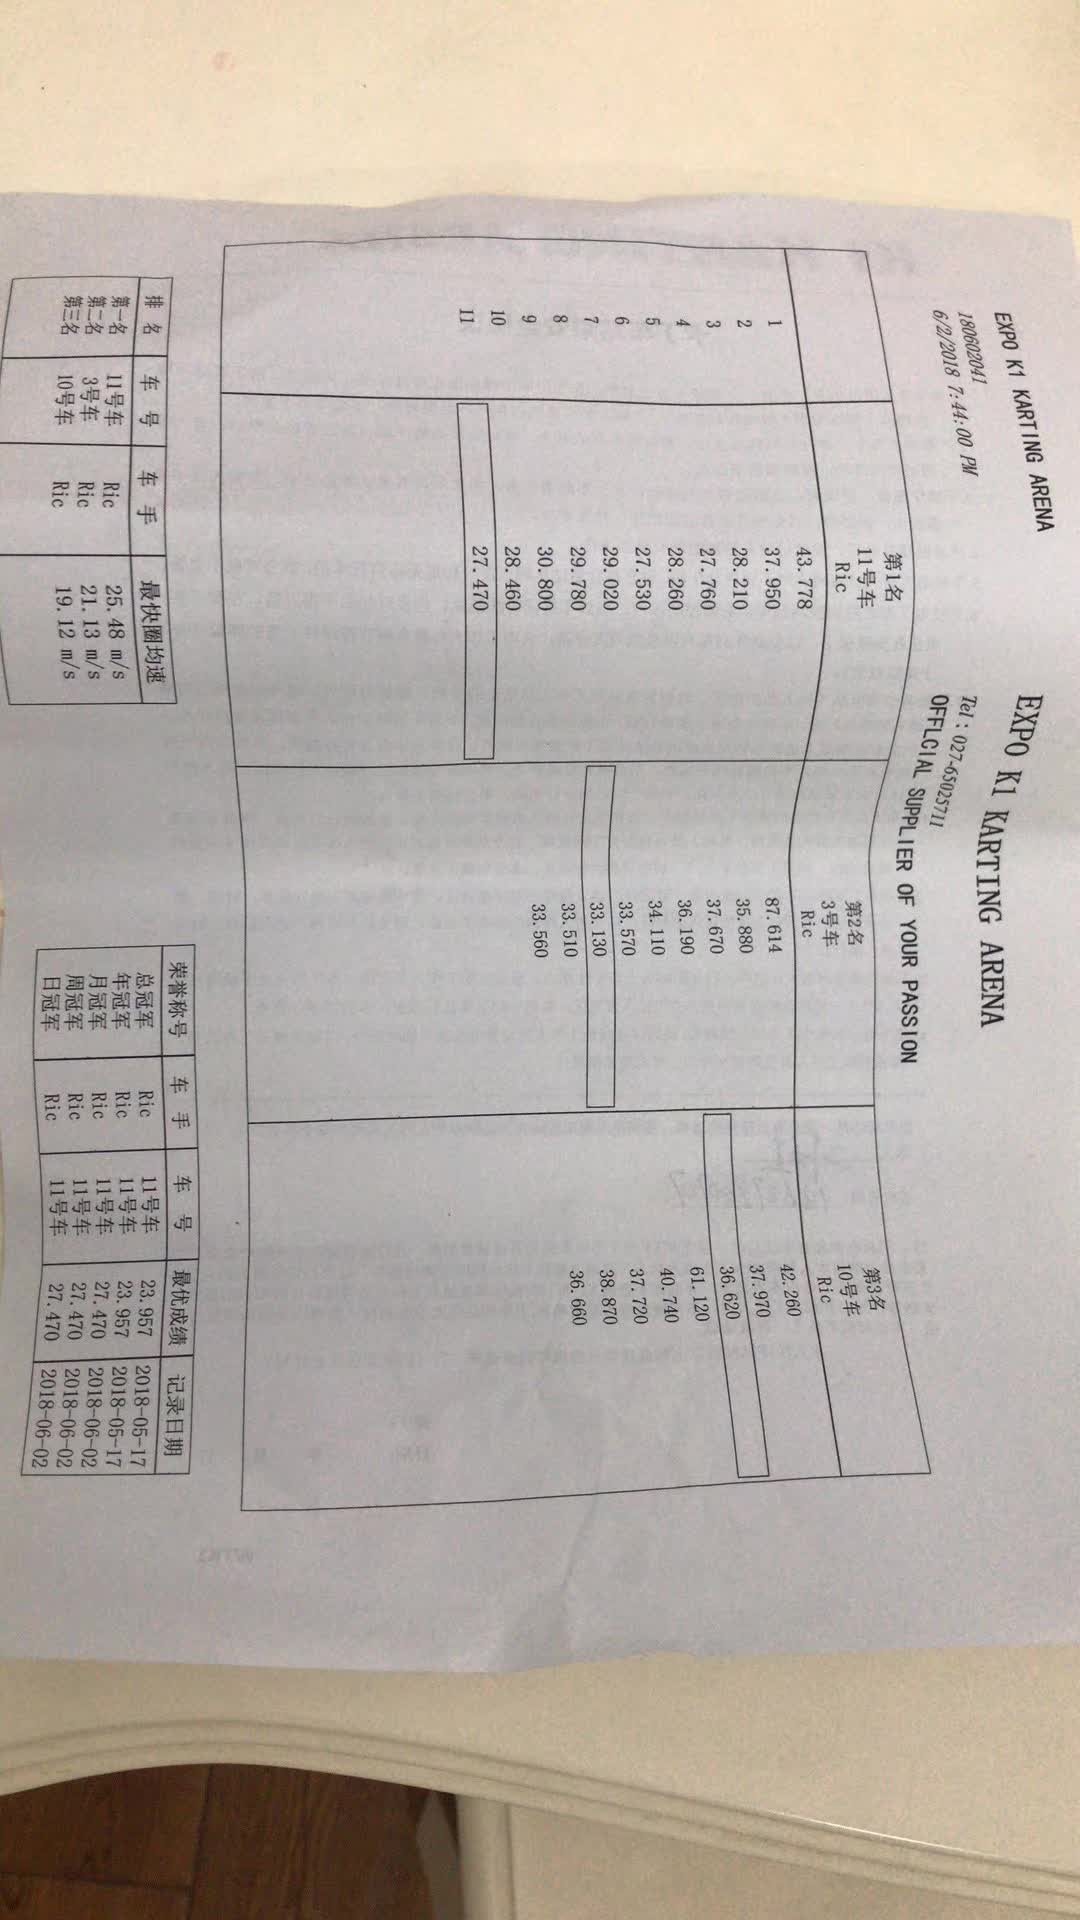 EXPO K1 KARTING ARENA
EXPO K1 KARTING ARENA
180602041
Tel：027-65025711
6/2/2018 7:44:00 PM
OFFLCIAL SUPPLIER OF YOUR PASSION
第1名 第2名 第3名
11号车 3号车 10号车
Ric Ric Ric
1 43.778 87.614 42.260
2 37.950 35.880 37.970
3 28.210 37.670 36.620
4 27.760 36.190 61.120
5 28.260 34.110 40.740
6 27.530 33.570 37.720
7 29.020 33.130 38.870
8 29.780 33.510 36.660
9 30.800 33.560
10 28.460
11 27.470
排 名 车 号 车 手 最快圈均速
第一名 11号车 Ric 25.48 m/s
第二名 3号车 Ric 21.13 m/s
第三名 10号车 Ric 19.12 m/s
荣誉称号 车 手 车 号 最优成绩 记录日期
总冠军 Ric 11号车 23.957 2018-05-17
年冠军 Ric 11号车 23.957 2018-05-17
月冠军 Ric 11号车 27.470 2018-06-02
周冠军 Ric 11号车 27.470 2018-06-02
日冠军 Ric 11号车 27.470 2018-06-02